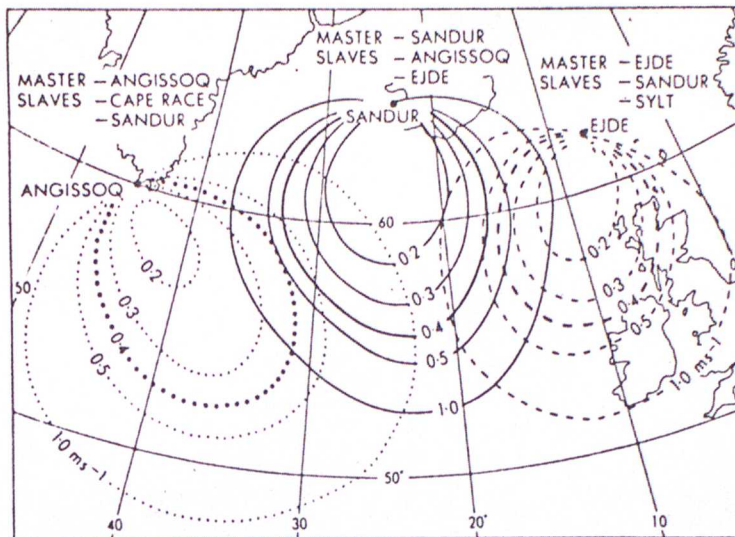 MASTER – SANDUR
SLAVES – ANGISSOQ
– EJDE
MASTER – ANGISSOQ
SLAVES – CAPE RACE
– SANDUR
MASTER – EJDE
SLAVES – SANDUR
– SYLT
SANDUR
EJDE
ANGISSOQ
60
0·2
0·2
0·2
50
0·3
0·3
0·3
0·4
0·4
0·4
0·5
0·5
0·5
1·0
1·0 ms-1
1·0 ms-1
50°
40
30
20°
10